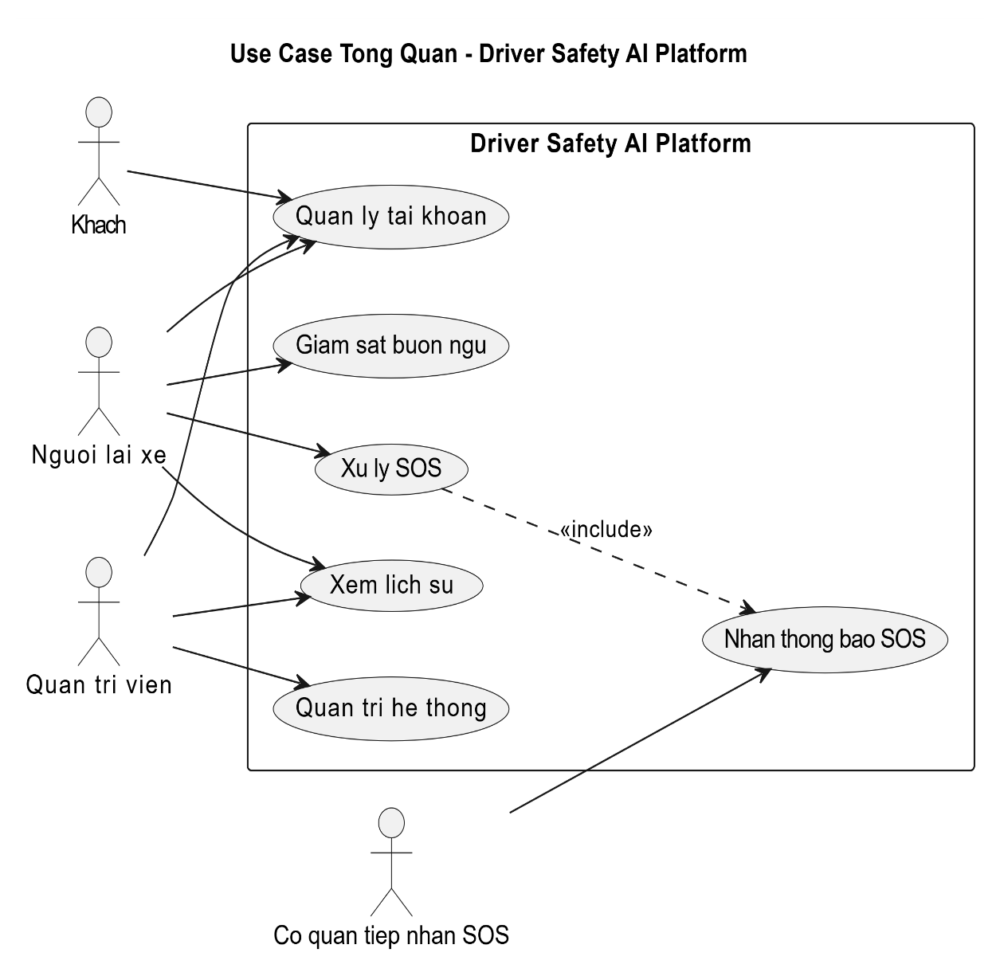 Use Case Tong Quan - Driver Safety AI Platform
Driver Safety AI Platform
Khach
Quan ly tai khoan
Giam sat buon ngu
Nguoi lai xe
Xu ly SOS
«include»
Xem lich su
Nhan thong bao SOS
Quan tri vien
Quan tri he thong
Co quan tiep nhan SOS